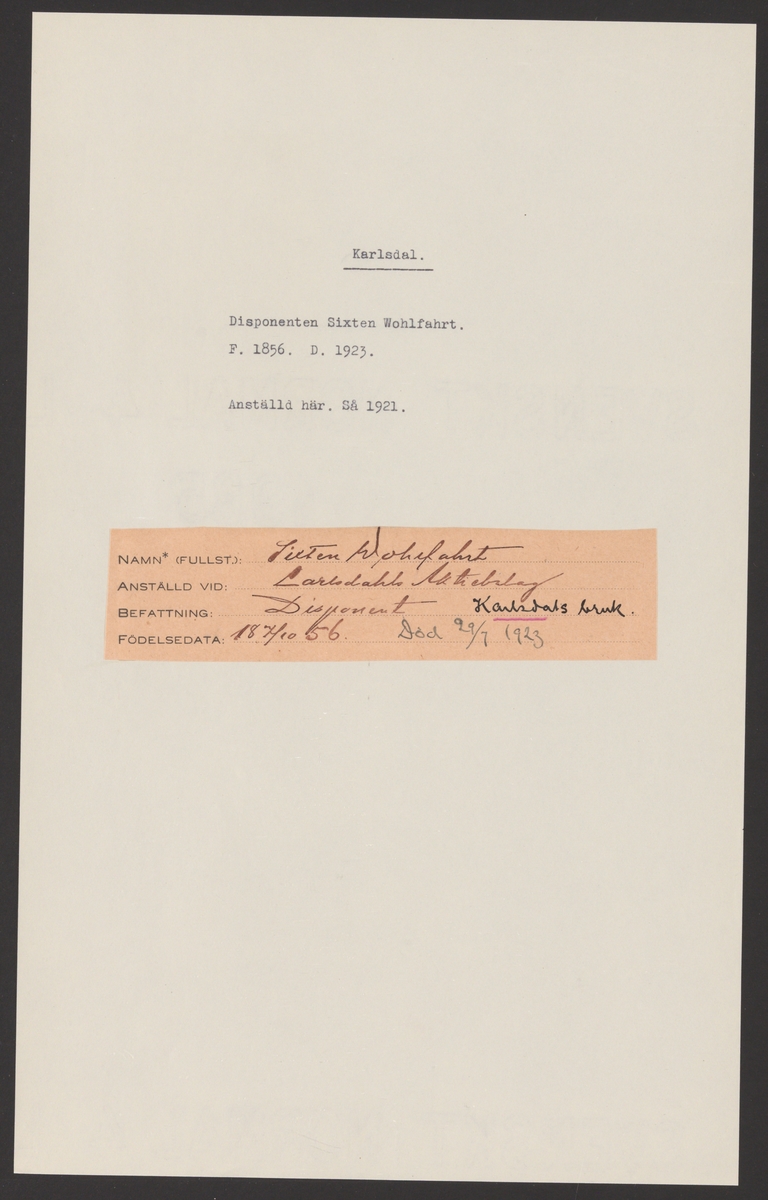 Karlsdal.
Disponenten Sixten Wohlfahrt.
F. 1856. D. 1923.
Anställd här. Så 1921.
NAMN* (FULLST.): Sixten Wohlfahrt
ANSTÄLLD VID: Carlsdahls Aktiebolag
BEFATTNING: Disponent Karlsdals bruk.
FÖDELSEDATA: 18 7/10 56. Död 29/7 1923